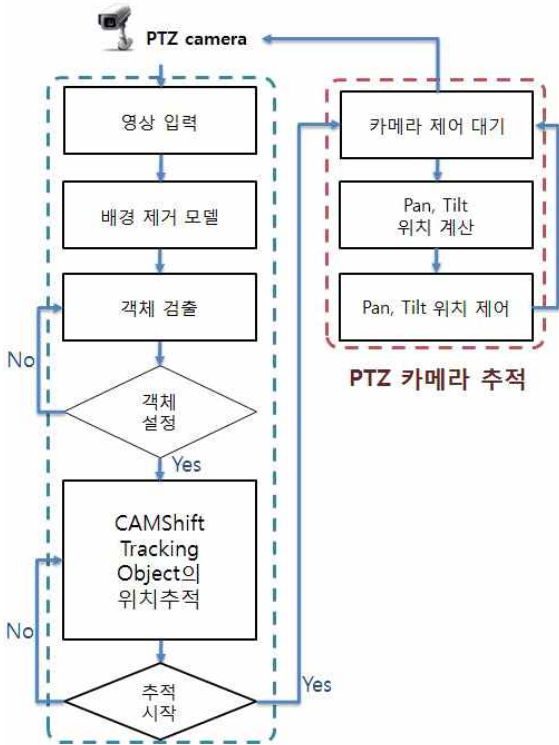 PTZ camera
영상 입력
배경 제거 모델
객체 검출
No
객체
설정
Yes
CAMShift
Tracking
Object의
위치추적
No
추적
시작
Yes
카메라 제어 대기
Pan, Tilt
위치 계산
Pan, Tilt 위치 제어
PTZ 카메라 추적